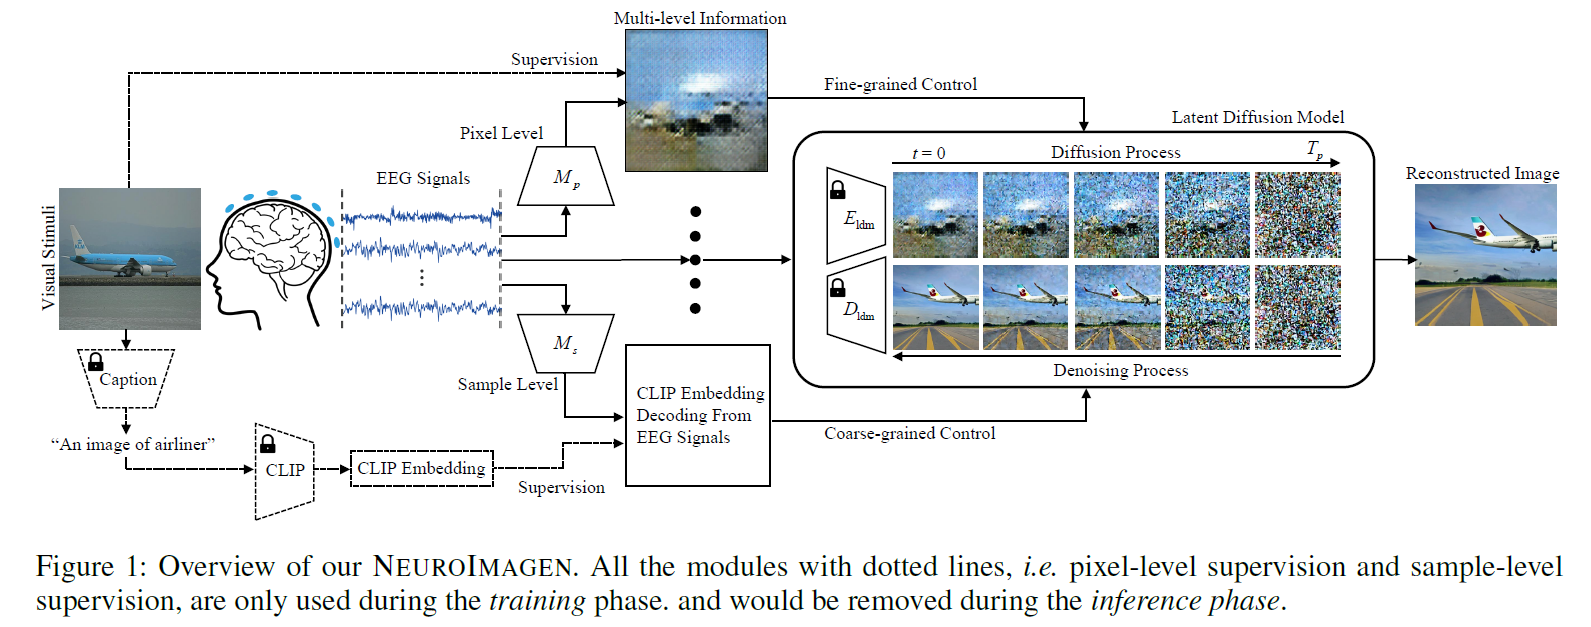 Multi-level Information
Supervision
Fine-grained Control
Pixel Level
Latent Diffusion Model
t = 0
Diffusion Process
T_p
EEG Signals
M_p
Reconstructed Image
Visual Stimuli
E_ldm
D_ldm
M_s
Denoising Process
Sample Level
Caption
CLIP Embedding
Decoding From
EEG Signals
Coarse-grained Control
“An image of airliner”
CLIP
CLIP Embedding
Supervision
Figure 1: Overview of our NEUROIMAGEN. All the modules with dotted lines, i.e. pixel-level supervision and sample-level
supervision, are only used during the training phase. and would be removed during the inference phase.